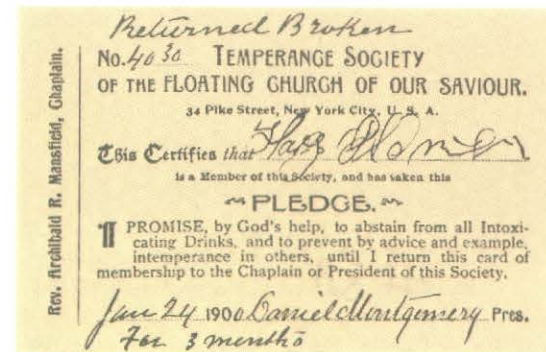 Returned Broken
No. 4030 TEMPERANCE SOCIETY
OF THE FLOATING CHURCH OF OUR SAVIOUR.
34 Pike Street, New York City, U. S. A.
This Certifies that
is a Member of this Society, and has taken this
PLEDGE.
I PROMISE, by God's help, to abstain from all Intoxi-
cating Drinks, and to prevent by advice and example,
intemperance in others, until I return this card of
membership to the Chaplain or President of this Society.
Jan 24 1900 Daniel Montgomery Pres.
For 3 months
Rev. Archibald R. Mansfield, Chaplain.